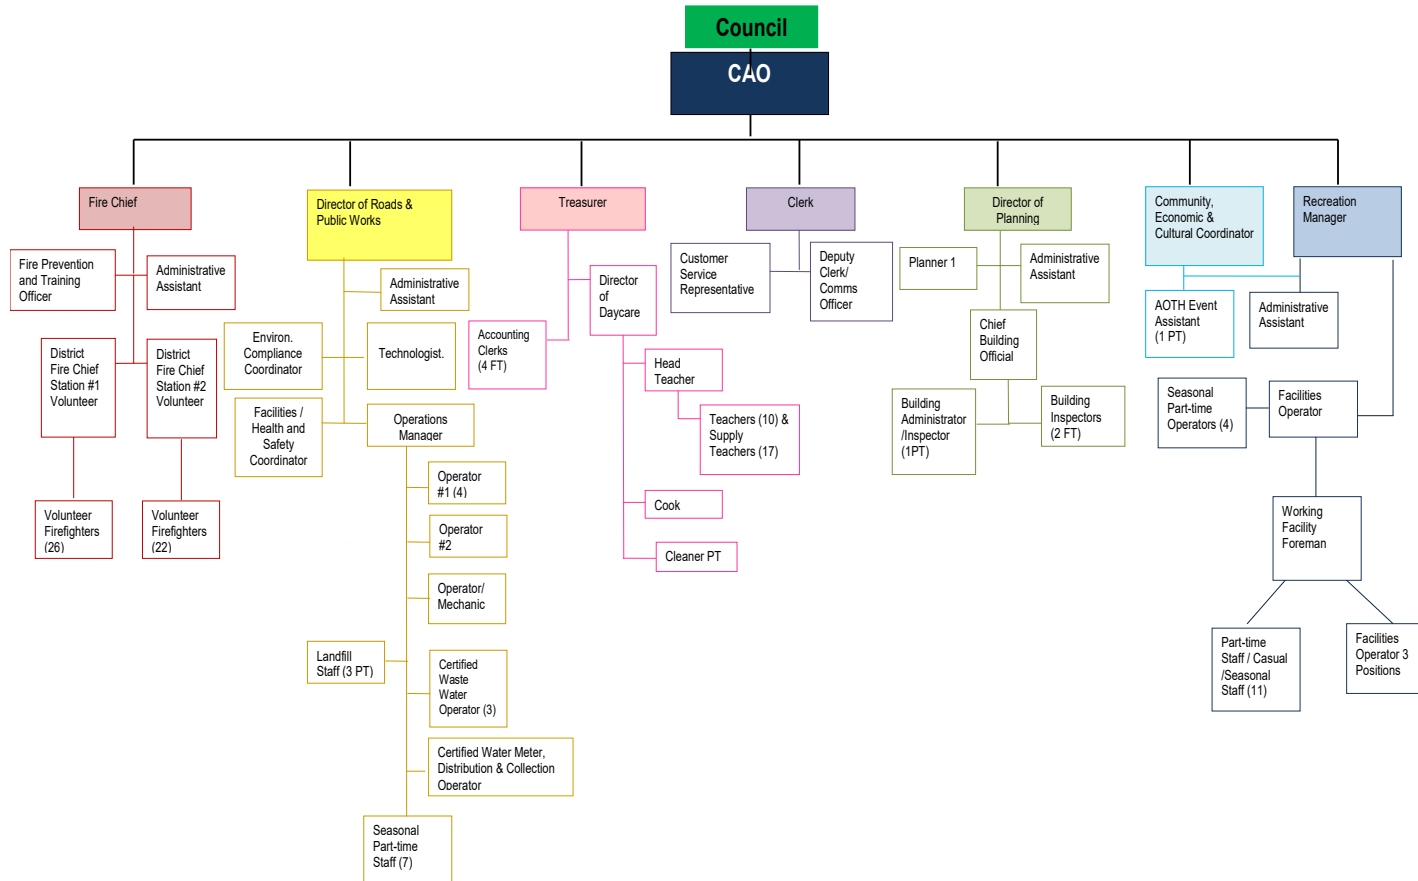 Council
CAO
Fire Chief
Director of Roads &
Public Works
Treasurer
Clerk
Director of
Planning
Community,
Economic &
Cultural Coordinator
Recreation
Manager
Fire Prevention
and Training
Officer
Administrative
Assistant
District
Fire Chief
Station #1
Volunteer
District
Fire Chief
Station #2
Volunteer
Volunteer
Firefighters
(26)
Volunteer
Firefighters
(22)
Administrative
Assistant
Environ.
Compliance
Coordinator
Technologist.
Facilities /
Health and
Safety
Coordinator
Operations
Manager
Operator
#1 (4)
Operator
#2
Operator/
Mechanic
Landfill
Staff (3 PT)
Certified
Waste
Water
Operator (3)
Certified Water Meter,
Distribution & Collection
Operator
Seasonal
Part-time
Staff (7)
Accounting
Clerks
(4 FT)
Director
of
Daycare
Head
Teacher
Teachers (10) &
Supply
Teachers (17)
Cook
Cleaner PT
Customer
Service
Representative
Deputy
Clerk/
Comms
Officer
Planner 1
Administrative
Assistant
Chief
Building
Official
Building
Administrator
/Inspector
(1PT)
Building
Inspectors
(2 FT)
AOTH Event
Assistant
(1 PT)
Administrative
Assistant
Seasonal
Part-time
Operators (4)
Facilities
Operator
Working
Facility
Foreman
Part-time
Staff / Casual
/Seasonal
Staff (11)
Facilities
Operator 3
Positions